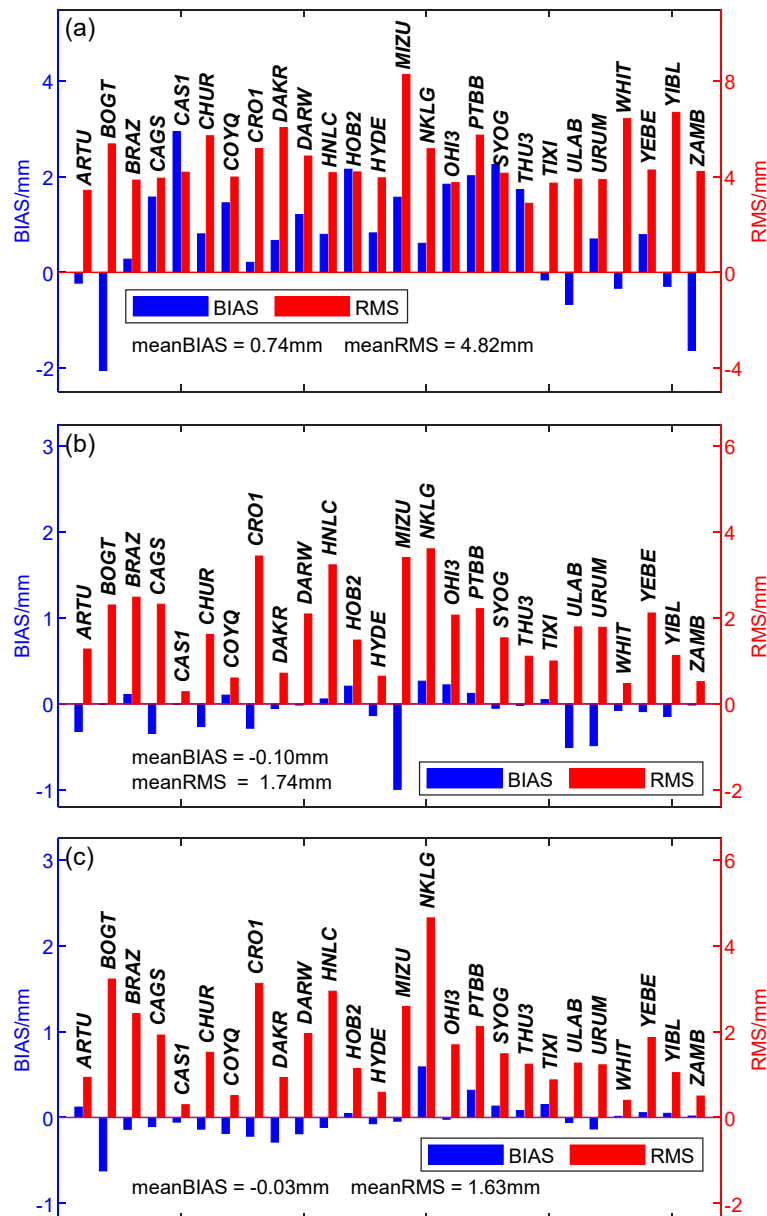 (a)
4
2
0
-2
BIAS/mm
8
4
0
-4
RMS/mm
ARTU BOGT BRAZ CAGS CAS1 CHUR COYQ CRO1 DAKR DARW HNLC HOB2 HYDE MIZU NKLG OHI3 PTBB SYOG THU3 TIXI ULAB URUM WHIT YEBE YIBL ZAMB
BIAS RMS
meanBIAS = 0.74mm meanRMS = 4.82mm
(b)
3
2
1
0
-1
BIAS/mm
6
4
2
0
-2
RMS/mm
ARTU BOGT BRAZ CAGS CAS1 CHUR COYQ CRO1 DAKR DARW HNLC HOB2 HYDE MIZU NKLG OHI3 PTBB SYOG THU3 TIXI ULAB URUM WHIT YEBE YIBL ZAMB
meanBIAS = -0.10mm
meanRMS = 1.74mm
BIAS RMS
(c)
3
2
1
0
-1
BIAS/mm
6
4
2
0
-2
RMS/mm
ARTU BOGT BRAZ CAGS CAS1 CHUR COYQ CRO1 DAKR DARW HNLC HOB2 HYDE MIZU NKLG OHI3 PTBB SYOG THU3 TIXI ULAB URUM WHIT YEBE YIBL ZAMB
BIAS RMS
meanBIAS = -0.03mm meanRMS = 1.63mm